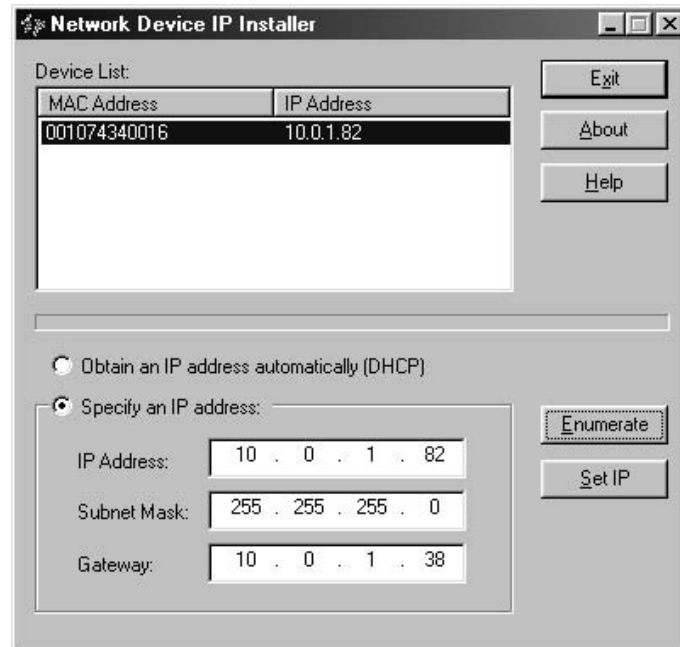 Network Device IP Installer
Device List:
MAC Address IP Address
001074340016 10.0.1.82
Exit
About
Help
Obtain an IP address automatically (DHCP)
Specify an IP address:
IP Address: 10 . 0 . 1 . 82
Subnet Mask: 255 . 255 . 255 . 0
Gateway: 10 . 0 . 1 . 38
Enumerate
Set IP